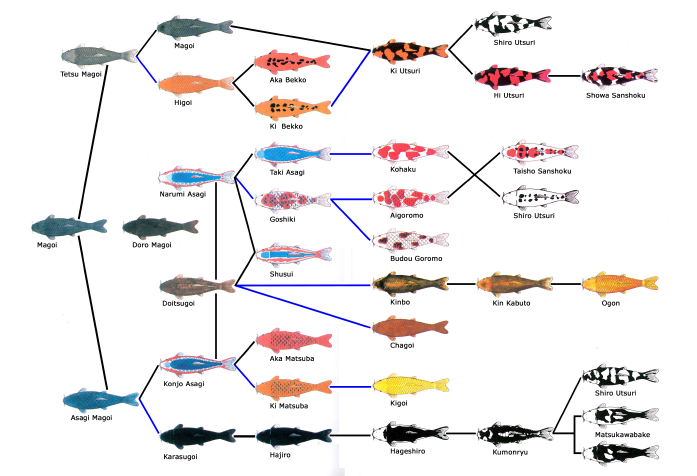 Magoi
Shiro Utsuri
Tetsu Magoi
Ki Utsuri
Higoi
Aka Bekko
Hi Utsuri
Showa Sanshoku
Ki Bekko
Narumi Asagi
Taki Asagi
Kohaku
Taisho Sanshoku
Goshiki
Aigoromo
Shiro Utsuri
Magoi
Doro Magoi
Budou Goromo
Shusui
Doitsugoi
Kinbo
Kin Kabuto
Ogon
Chagoi
Aka Matsuba
Konjo Asagi
Shiro Utsuri
Ki Matsuba
Kigoi
Asagi Magoi
Matsukawabake
Karasugoi
Hajiro
Hageshiro
Kumonryu